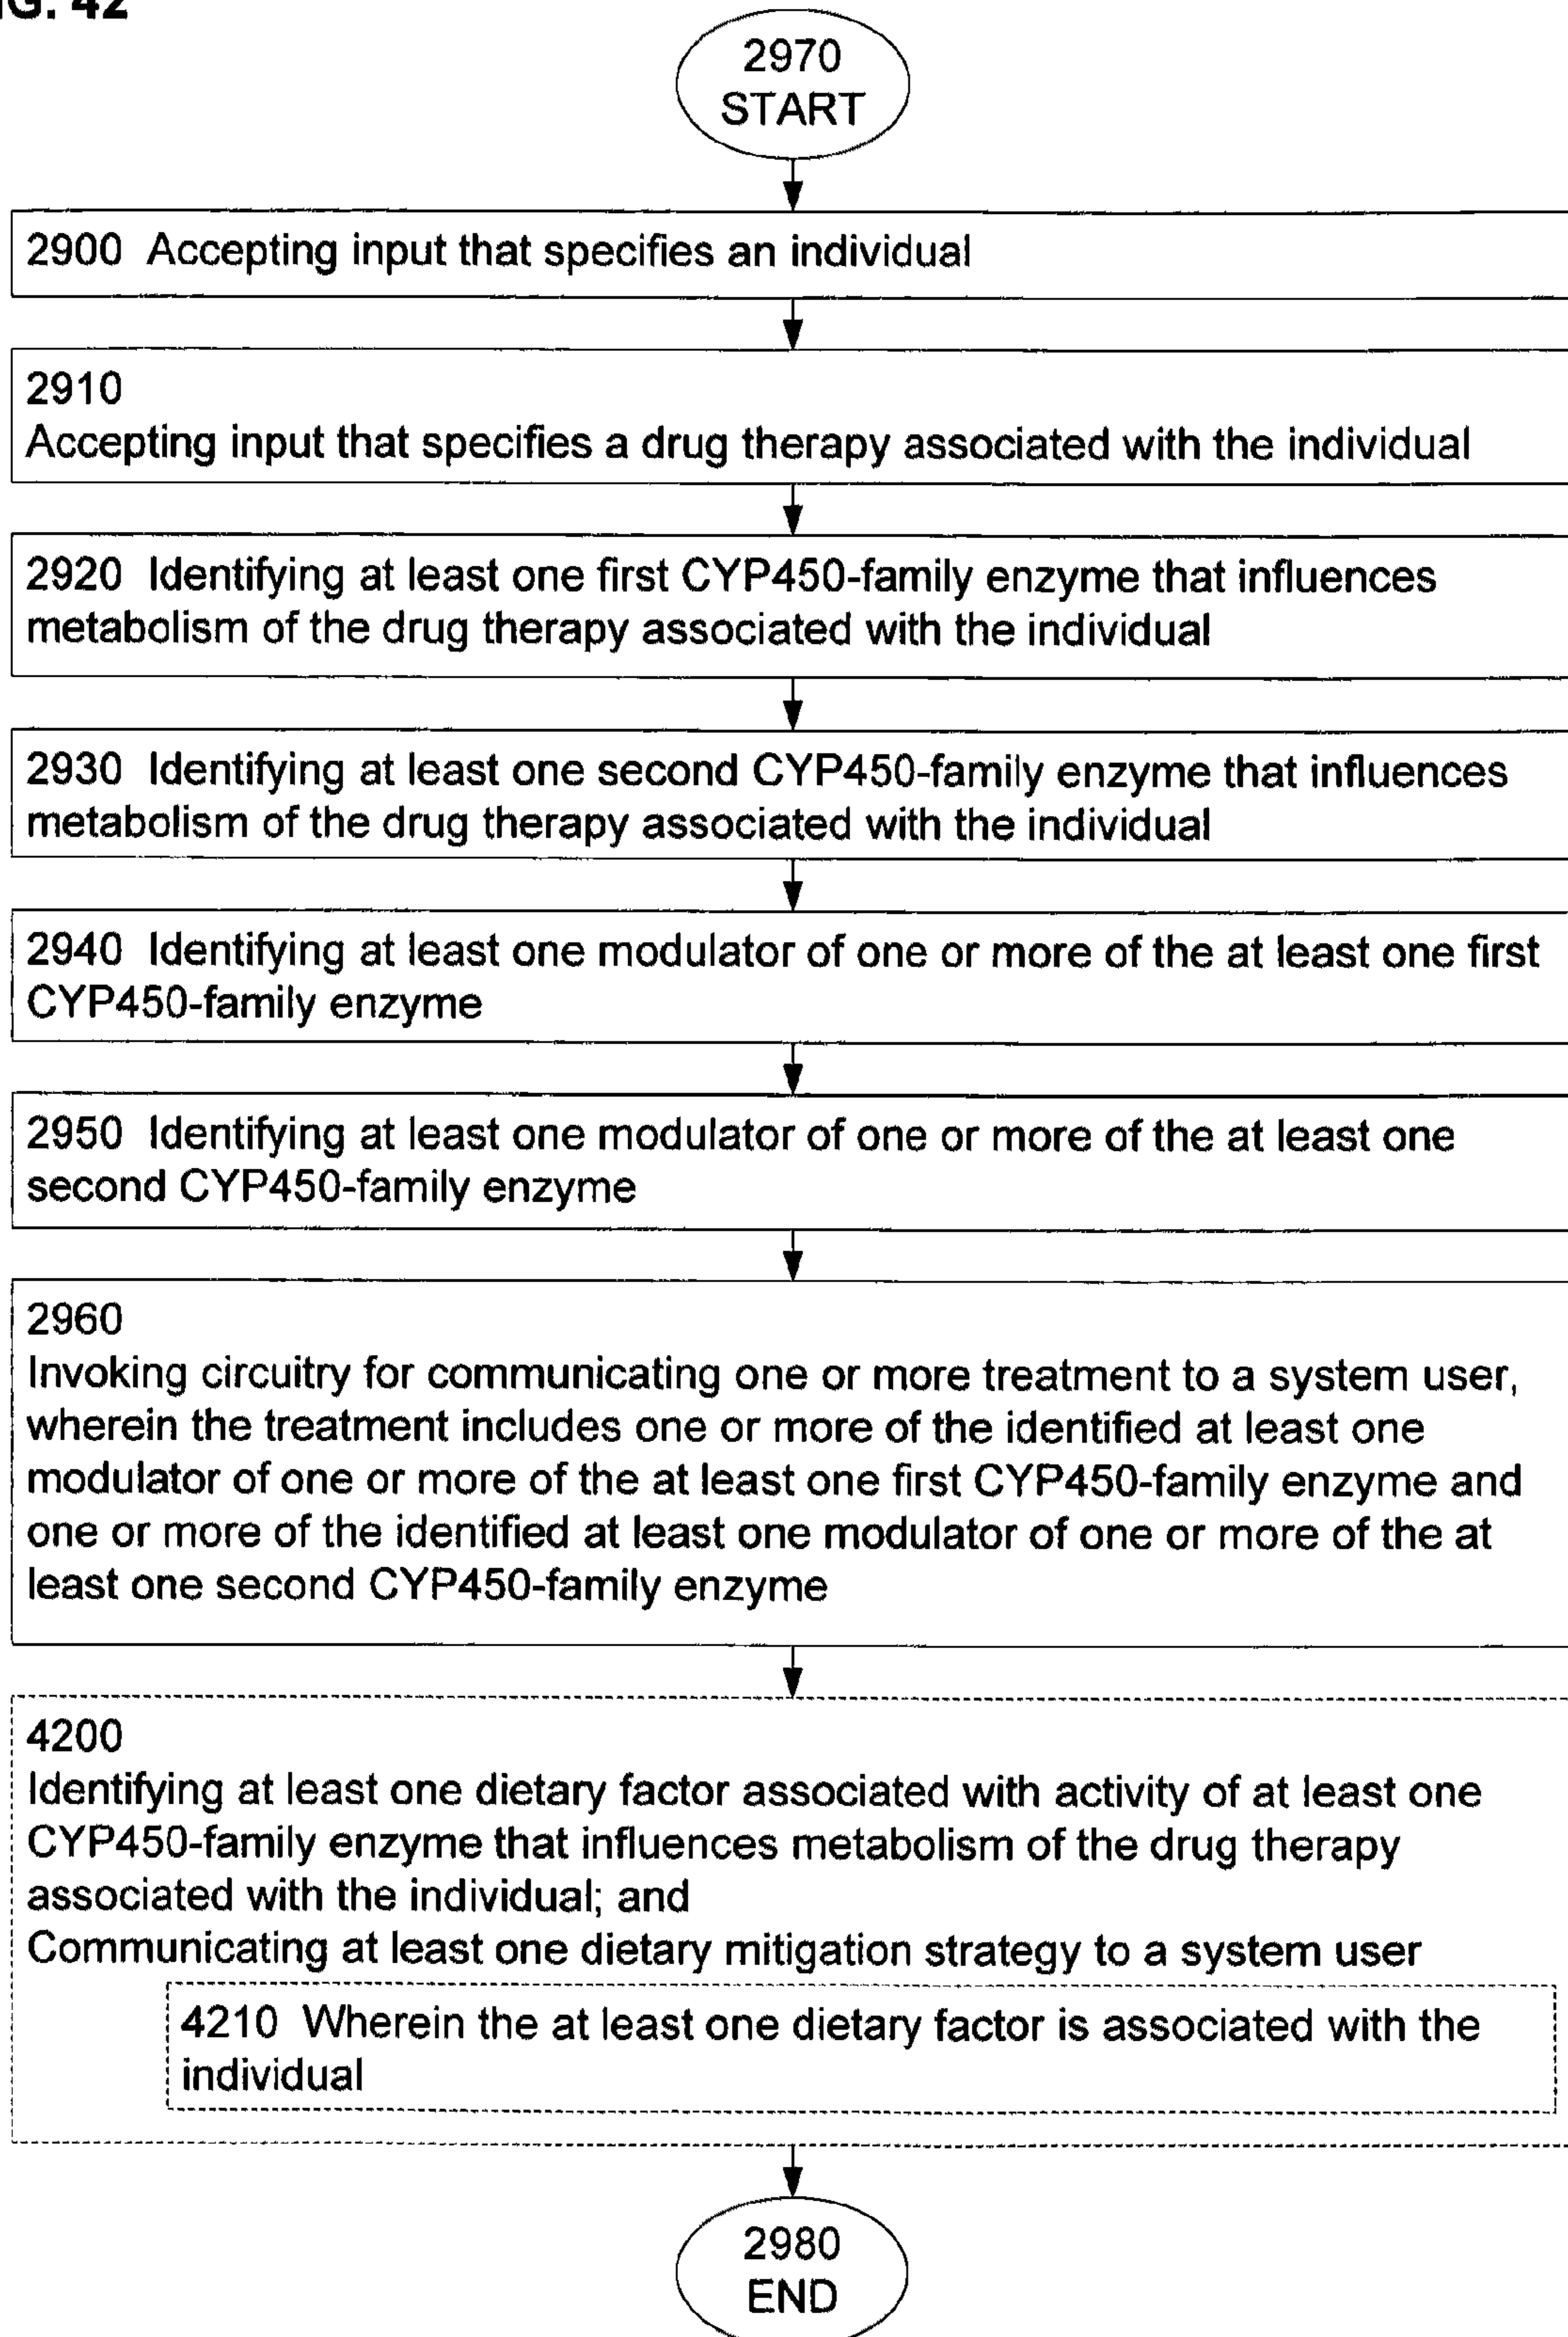 FIG. 42
2970
START
2900 Accepting input that specifies an individual
2910
Accepting input that specifies a drug therapy associated with the individual
2920 Identifying at least one first CYP450-family enzyme that influences
metabolism of the drug therapy associated with the individual
2930 Identifying at least one second CYP450-family enzyme that influences
metabolism of the drug therapy associated with the individual
2940 Identifying at least one modulator of one or more of the at least one first
CYP450-family enzyme
2950 Identifying at least one modulator of one or more of the at least one
second CYP450-family enzyme
2960
Invoking circuitry for communicating one or more treatment to a system user,
wherein the treatment includes one or more of the identified at least one
modulator of one or more of the at least one first CYP450-family enzyme and
one or more of the identified at least one modulator of one or more of the at
least one second CYP450-family enzyme
4200
Identifying at least one dietary factor associated with activity of at least one
CYP450-family enzyme that influences metabolism of the drug therapy
associated with the individual; and
Communicating at least one dietary mitigation strategy to a system user
4210 Wherein the at least one dietary factor is associated with the
individual
2980
END